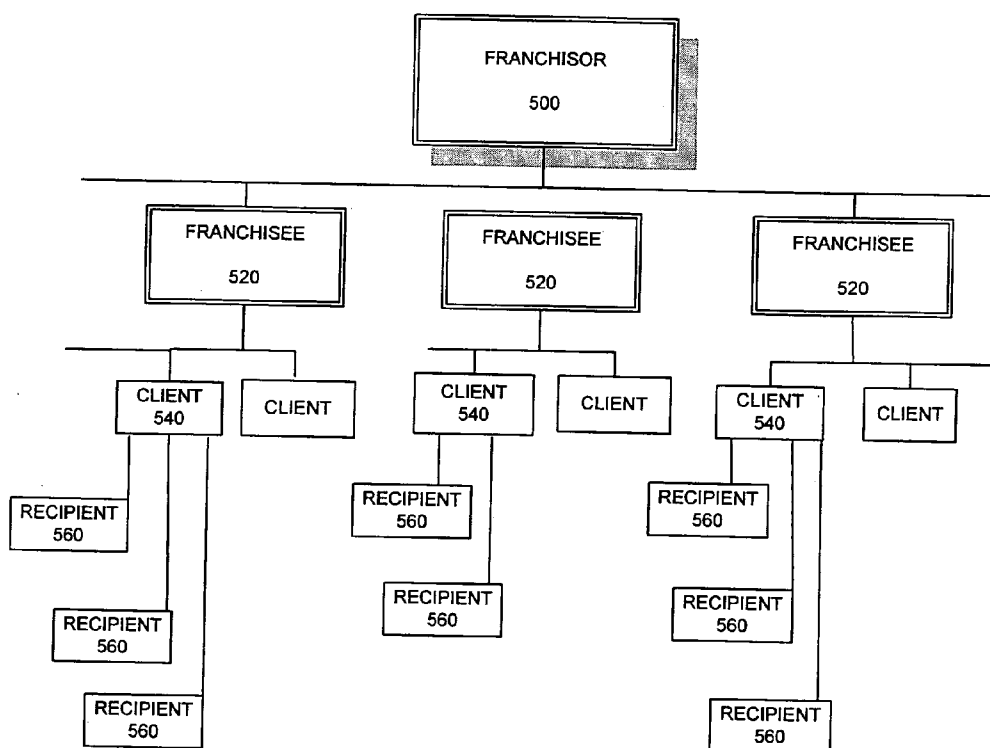 FRANCHISOR
500
FRANCHISEE
520
FRANCHISEE
520
FRANCHISEE
520
CLIENT
540
CLIENT
CLIENT
540
CLIENT
CLIENT
540
CLIENT
RECIPIENT
560
RECIPIENT
560
RECIPIENT
560
RECIPIENT
560
RECIPIENT
560
RECIPIENT
560
RECIPIENT
560
RECIPIENT
560